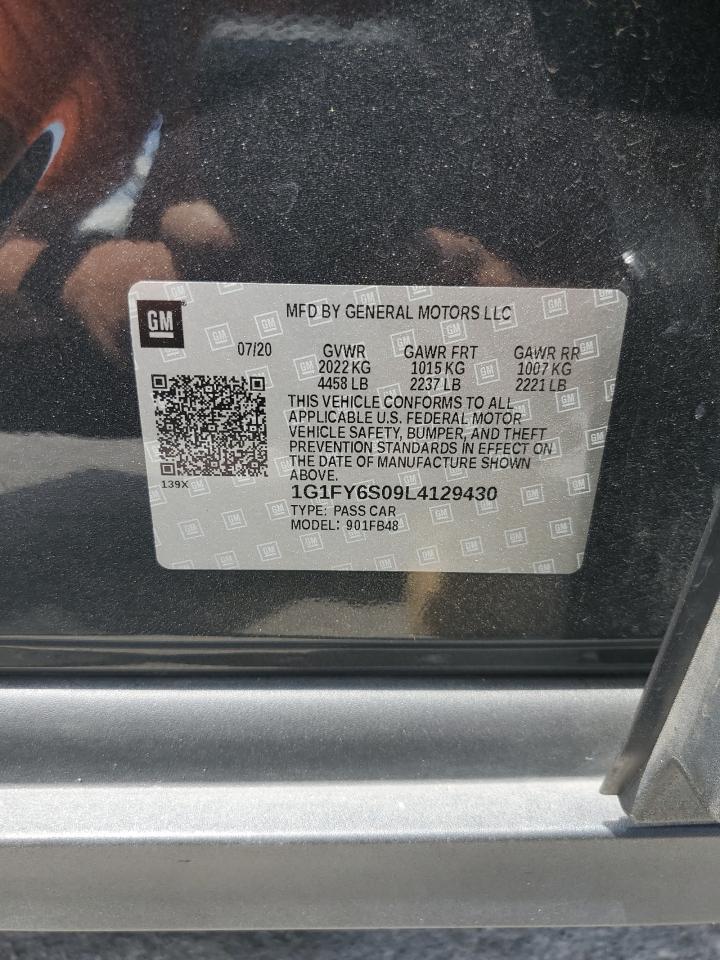 GM
MFD BY GENERAL MOTORS LLC
07/20 GVWR GAWR FRT GAWR RR
2022 KG 1015 KG 1007 KG
4458 LB 2237 LB 2221 LB
THIS VEHICLE CONFORMS TO ALL
APPLICABLE U.S. FEDERAL MOTOR
VEHICLE SAFETY, BUMPER, AND THEFT
PREVENTION STANDARDS IN EFFECT ON
THE DATE OF MANUFACTURE SHOWN
ABOVE.
139X
1G1FY6S09L4129430
TYPE: PASS CAR
MODEL: 901FB48